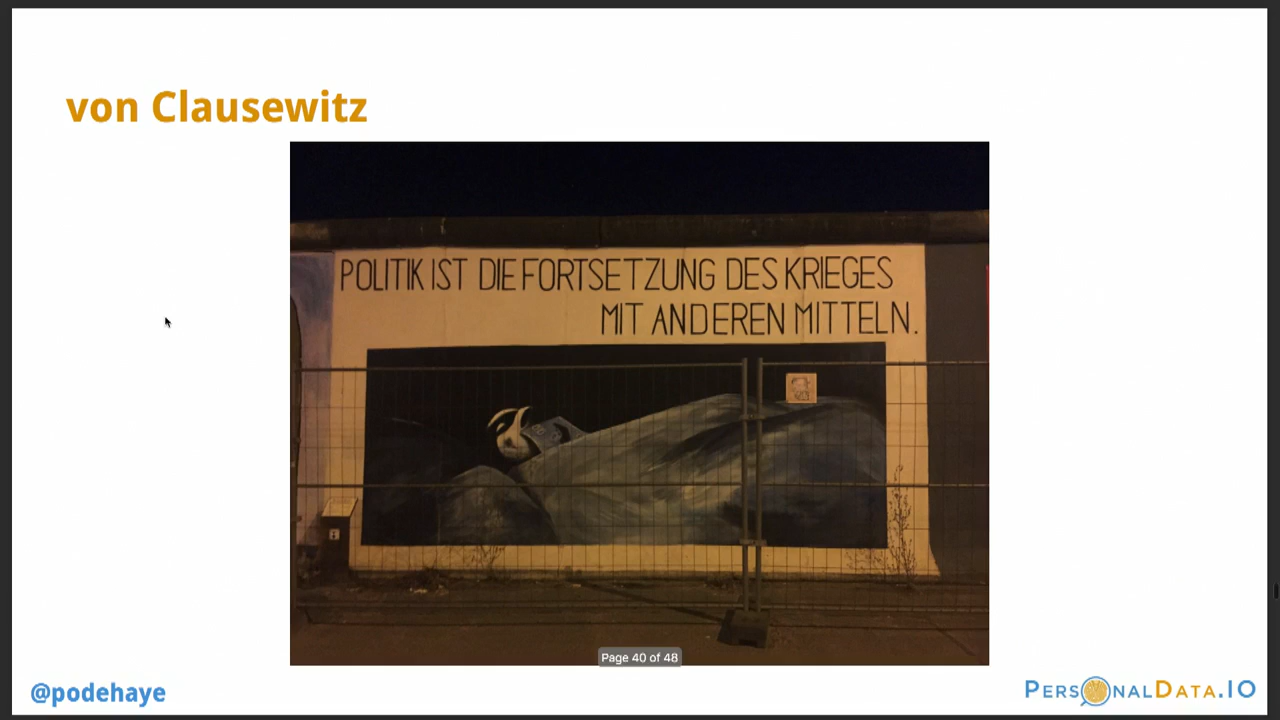 von Clausewitz
POLITIK IST DIE FORTSETZUNG DES KRIEGES
MIT ANDEREN MITTELN.
Page 40 of 48
@podehaye
PERSONALDATA.IO